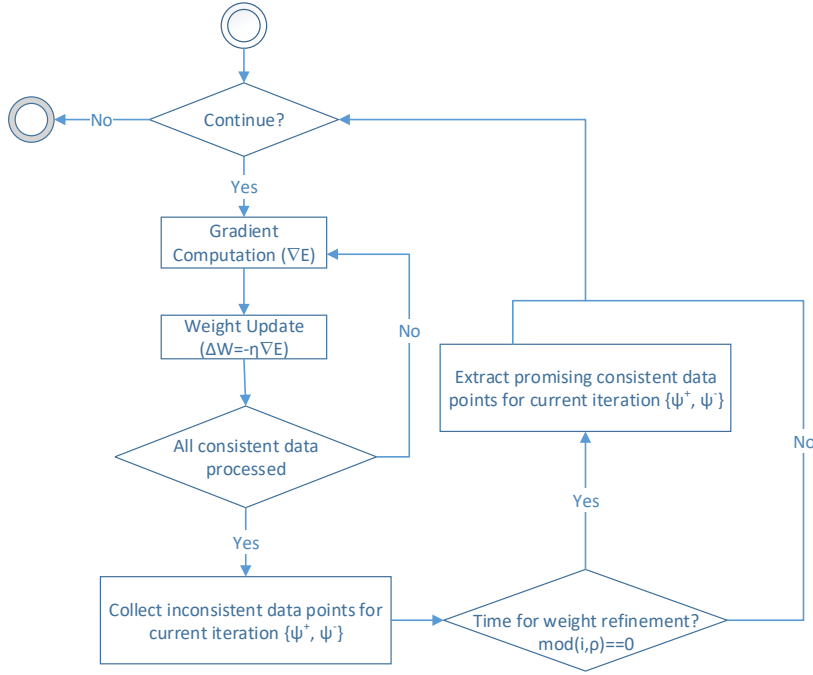 Continue?
No
Yes
Gradient
Computation (∇E)
Weight Update
(ΔW=-η∇E)
No
All consistent data
processed
Yes
Collect inconsistent data points for
current iteration {ψ⁺, ψ⁻}
Time for weight refinement?
mod(i,ρ)==0
Yes
Extract promising consistent data
points for current iteration {ψ⁺, ψ⁻}
No